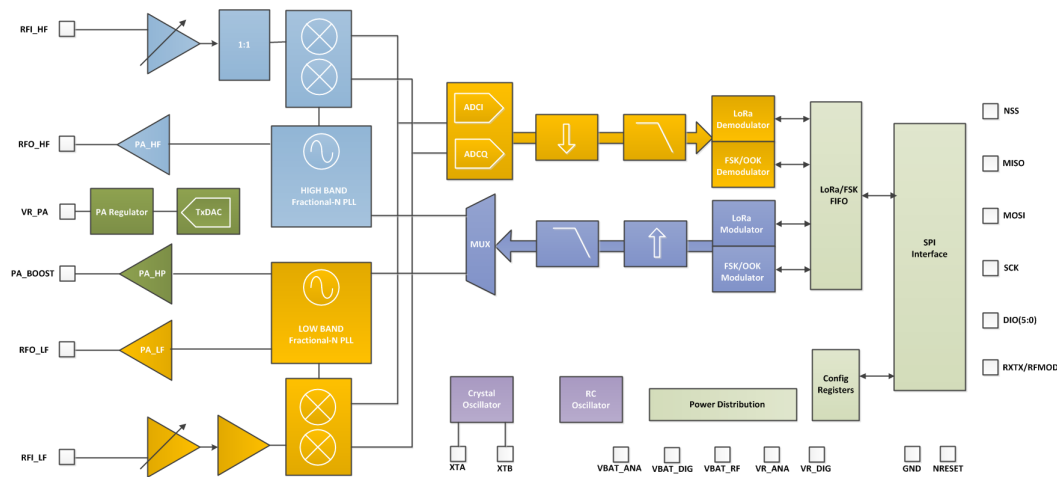 RFI_HF
1:1
ADCI
ADCQ
LoRa
Demodulator
FSK/OOK
Demodulator
NSS
RFO_HF
PA_HF
HIGH BAND
Fractional-N PLL
MISO
LoRa/FSK
FIFO
VR_PA
PA Regulator
TxDAC
MUX
LoRa
Modulator
FSK/OOK
Modulator
MOSI
SPI
Interface
PA_BOOST
PA_HP
SCK
LOW BAND
Fractional-N PLL
DIO(5:0)
RFO_LF
PA_LF
RXTX/RFMOD
Crystal
Oscillator
RC
Oscillator
Power Distribution
Config
Registers
RFI_LF
XTA
XTB
VBAT_ANA
VBAT_DIG
VBAT_RF
VR_ANA
VR_DIG
GND
NRESET